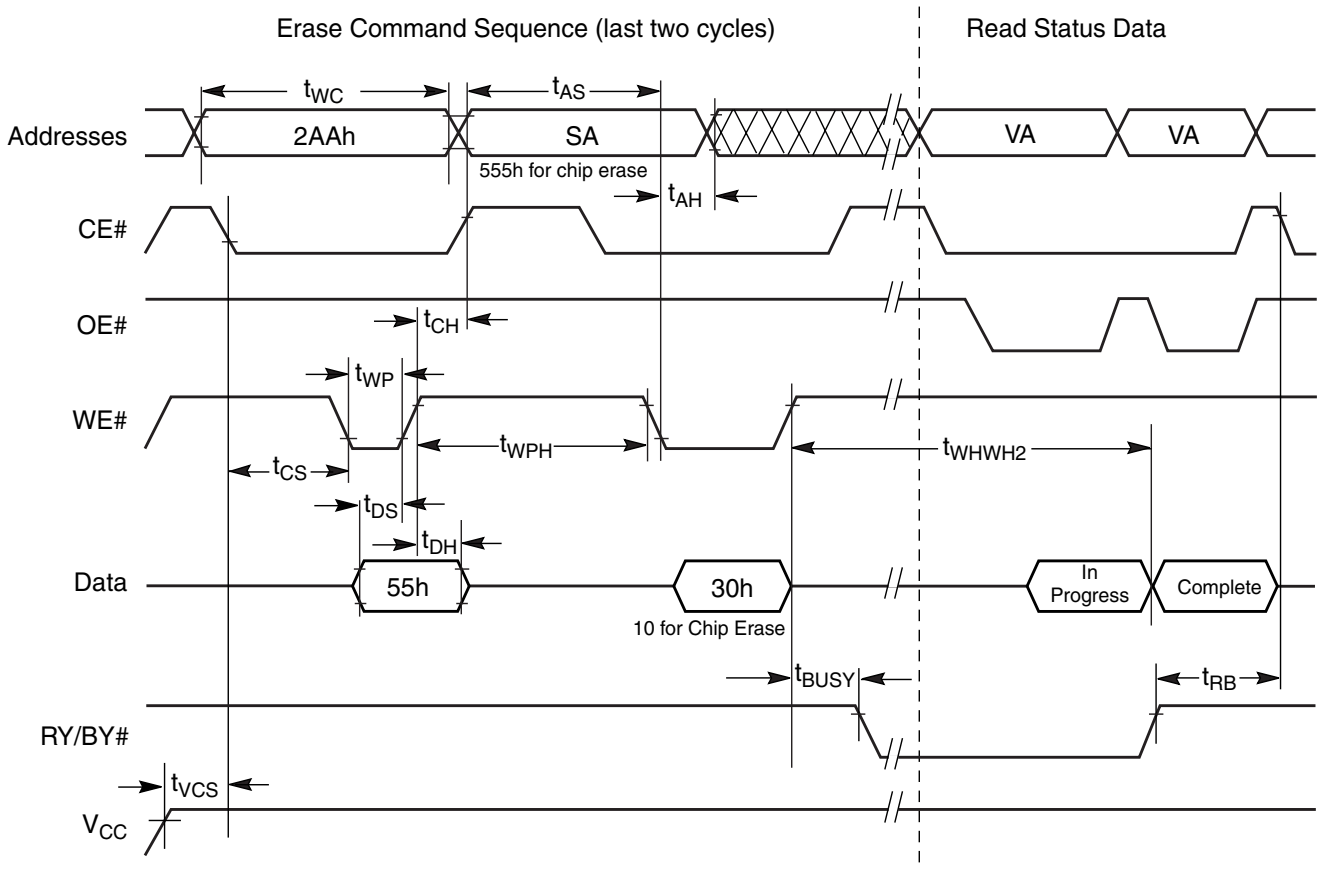 Erase Command Sequence (last two cycles)
Read Status Data
tWC
tAS
Addresses
2AAh
SA
VA
VA
555h for chip erase
tAH
CE#
OE#
tCH
tWP
WE#
tWPH
tWHWH2
tCS
tDS
tDH
Data
55h
30h
In
Progress
Complete
10 for Chip Erase
tBUSY
tRB
RY/BY#
tVCS
VCC